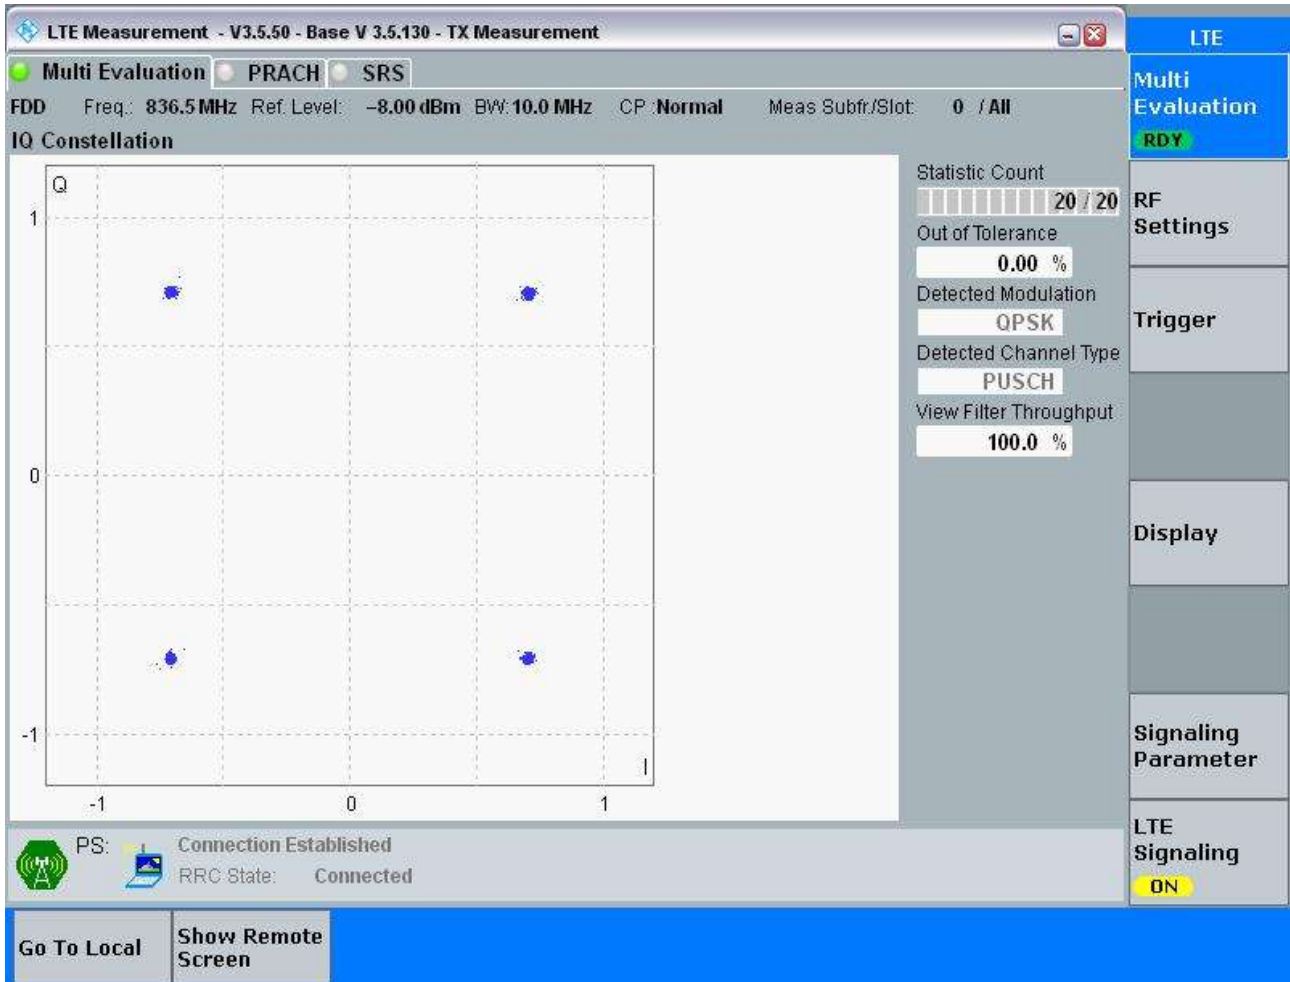 LTE Measurement - V3.5.50 - Base V 3.5.130 - TX Measurement
LTE
Multi Evaluation PRACH SRS
FDD Freq.: 836.5 MHz Ref. Level: −8.00 dBm BW: 10.0 MHz CP :Normal Meas Subfr./Slot: 0 / All
IQ Constellation
Q
1
0
-1
I
-1 0 1
Statistic Count
20 / 20
Out of Tolerance
0.00 %
Detected Modulation
QPSK
Detected Channel Type
PUSCH
View Filter Throughput
100.0 %
Multi
Evaluation
RDY
RF
Settings
Trigger
Display
Signaling
Parameter
LTE
Signaling
ON
PS: Connection Established
RRC State: Connected
Go To Local
Show Remote
Screen